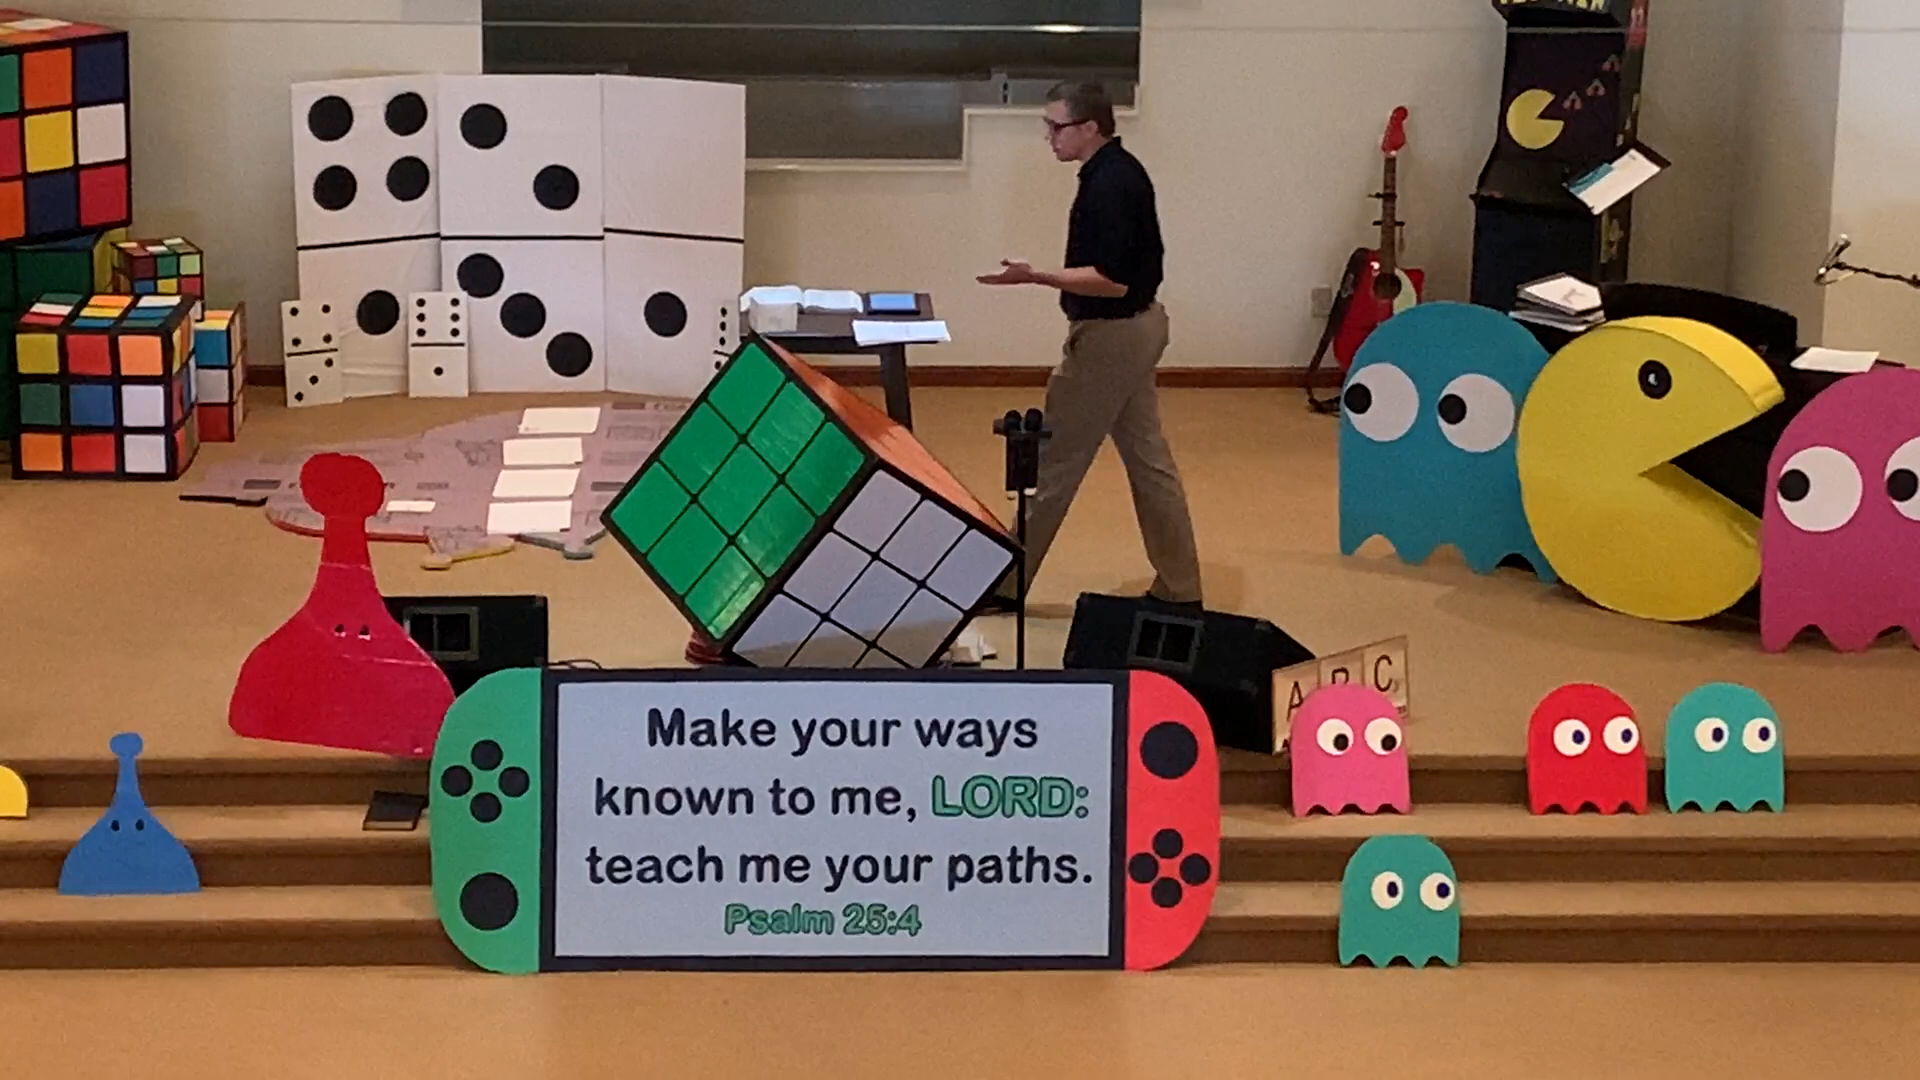 A B C
Make your ways
known to me, LORD:
teach me your paths.
Psalm 25:4